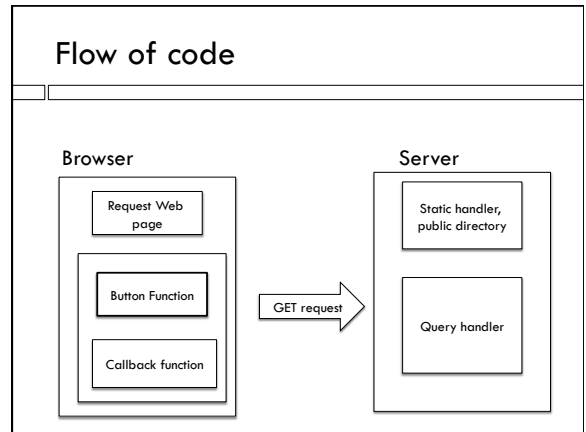 Flow of code
Browser
Server
Request Web
page
Button Function
Callback function
GET request
Static handler,
public directory
Query handler